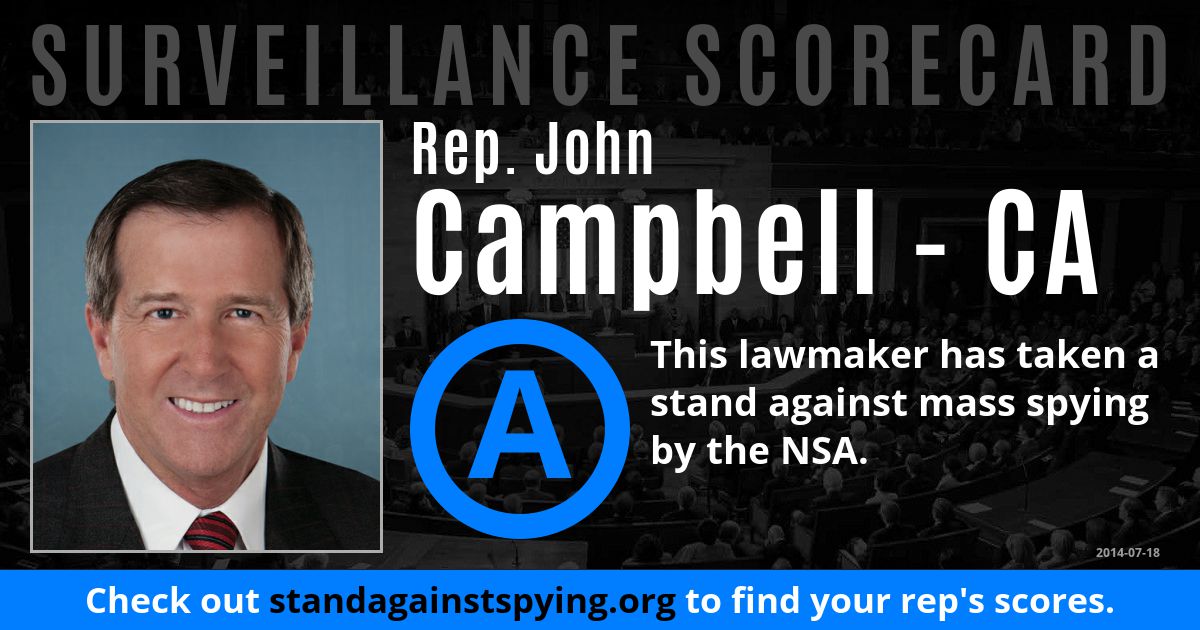 SURVEILLANCE SCORECARD
Rep. John
Campbell - CA
A
This lawmaker has taken a
stand against mass spying
by the NSA.
2014-07-18
Check out standagainstspying.org to find your rep's scores.